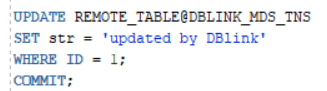 UPDATE REMOTE_TABLE@DBLINK_MDS_TNS
SET str = 'updated by DBlink'
WHERE ID = 1;
COMMIT;